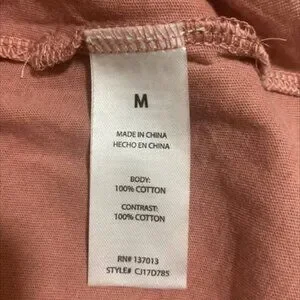 M
MADE IN CHINA
HECHO EN CHINA
BODY:
100% COTTON
CONTRAST:
100% COTTON
RN# 137013
STYLE# CJ17D785